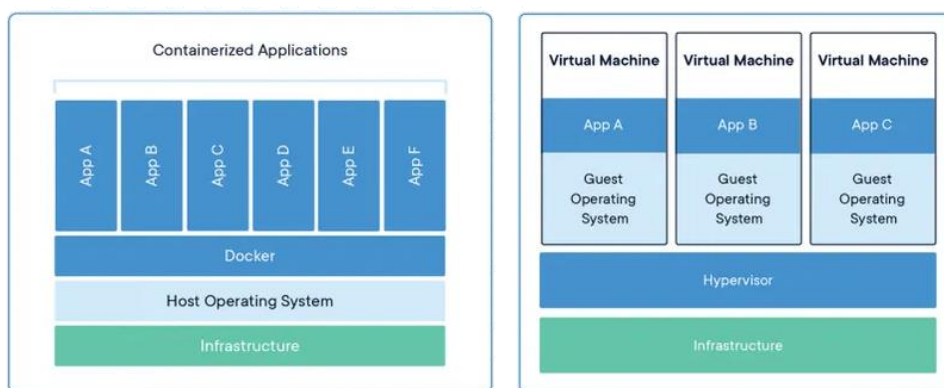 Containerized Applications
App A
App B
App C
App D
App E
App F
Docker
Host Operating System
Infrastructure
Virtual Machine
App A
Guest
Operating
System
Virtual Machine
App B
Guest
Operating
System
Virtual Machine
App C
Guest
Operating
System
Hypervisor
Infrastructure